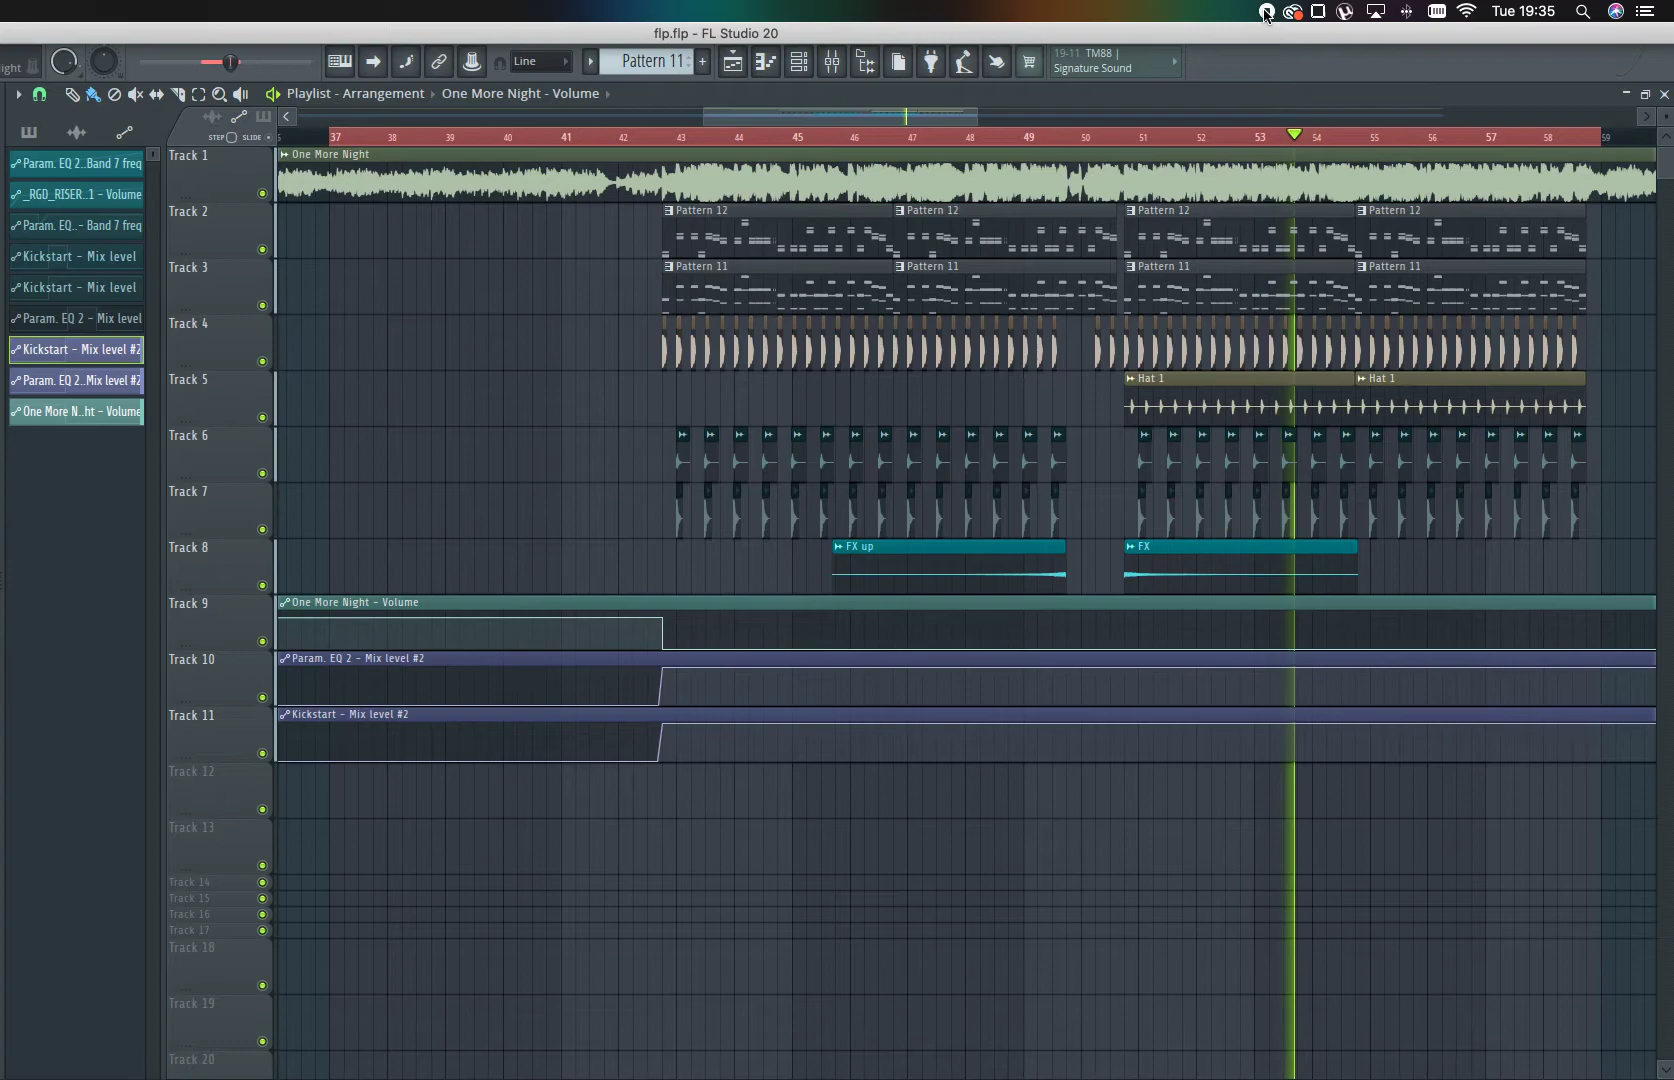 Tue 19:35
flp.flp - FL Studio 20
ight
Line
Pattern 11
19-11 TM88 |
Signature Sound
Playlist - Arrangement › One More Night - Volume ›
STEP SLIDE
37 38 39 40 41 42 43 44 45 46 47 48 49 50 51 52 53 54 55 56 57 58 59
Param. EQ 2..Band 7 freq
_RGD_RISER..1 - Volume
Param. EQ..- Band 7 freq
Kickstart - Mix level
Kickstart - Mix level
Param. EQ 2 - Mix level
Kickstart - Mix level #2
Param. EQ 2..Mix level #2
One More N..ht - Volume
Track 1
One More Night
Track 2
Pattern 12 Pattern 12 Pattern 12 Pattern 12
Track 3
Pattern 11 Pattern 11 Pattern 11 Pattern 11
Track 4
Track 5
Hat 1 Hat 1
Track 6
Track 7
Track 8
FX up FX
Track 9
One More Night - Volume
Track 10
Param. EQ 2 - Mix level #2
Track 11
Kickstart - Mix level #2
Track 12
Track 13
Track 14
Track 15
Track 16
Track 17
Track 18
Track 19
Track 20